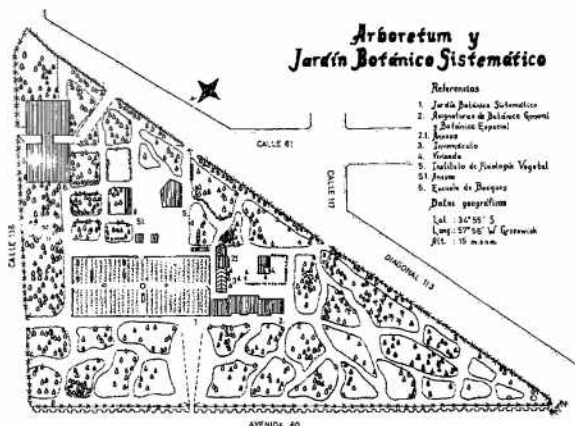 Arboretum y
Jardín Botánico Sistemático
Referencias
1. Jardín Botánico Sistemático
2. Asignaturas de Botánica General
y Botánica Especial
2.1. Anexos
3. Invernáculo
4. Vivienda
5. Instituto de Fisiología Vegetal
5.1. Anexos
6. Escuela de Bosques
Datos geográficos
Lat. : 34°55' S
Long.: 57°56' W Greenwich
Alt. : 15 m.s.n.m.
CALLE 61
CALLE 117
DIAGONAL 113
CALLE 118
AVENIDA 60